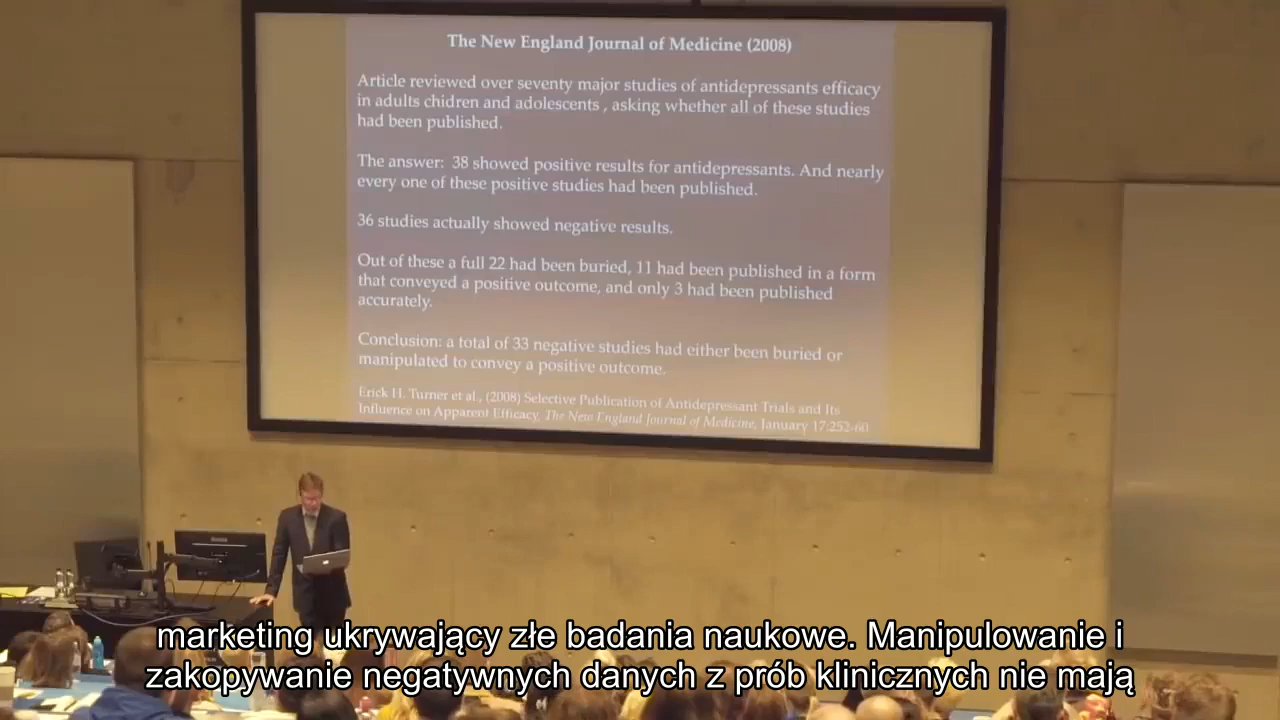 The New England Journal of Medicine (2008)
Article reviewed over seventy major studies of antidepressants efficacy
in adults chidren and adolescents , asking whether all of these studies
had been published.
The answer: 38 showed positive results for antidepressants. And nearly
every one of these positive studies had been published.
36 studies actually showed negative results.
Out of these a full 22 had been buried, 11 had been published in a form
that conveyed a positive outcome, and only 3 had been published
accurately.
Conclusion: a total of 33 negative studies had either been buried or
manipulated to convey a positive outcome.
Erick H. Turner et al., (2008) Selective Publication of Antidepressant Trials and Its
Influence on Apparent Efficacy, The New England Journal of Medicine, January 17:252-60
marketing ukrywający złe badania naukowe. Manipulowanie i
zakopywanie negatywnych danych z prób klinicznych nie mają